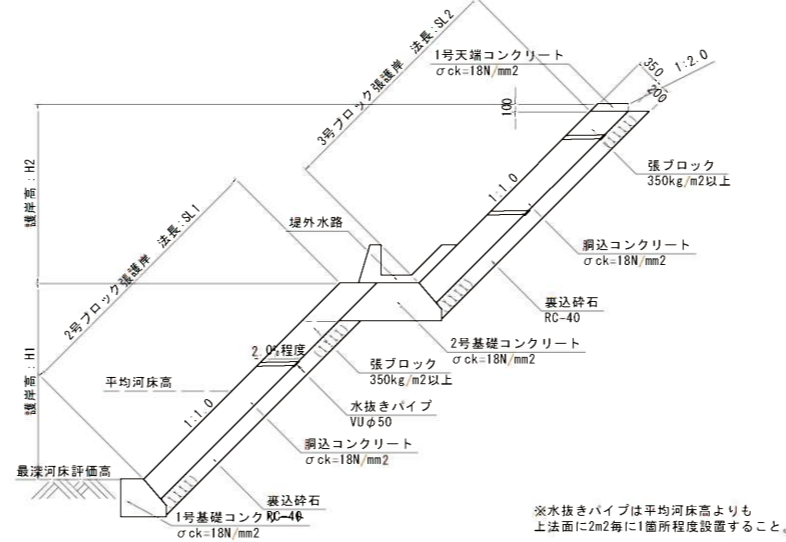 3号ブロック張護岸 法長:SL2
1号天端コンクリート
σck=18N/mm2
350
200
1:2.0
100
張ブロック
350kg/m2以上
護岸高:H2
2号ブロック張護岸 法長:SL1
1:1.0
堤外水路
胴込コンクリート
σck=18N/mm2
裏込砕石
RC-40
2号基礎コンクリート
σck=18N/mm2
2.0%程度
張ブロック
350kg/m2以上
護岸高:H1
平均河床高
水抜きパイプ
VUφ50
1:1.0
胴込コンクリート
σck=18N/mm2
最深河床評価高
裏込砕石
RC-40
1号基礎コンクリート
σck=18N/mm2
※水抜きパイプは平均河床高よりも
上法面に2m2毎に1箇所程度設置すること。